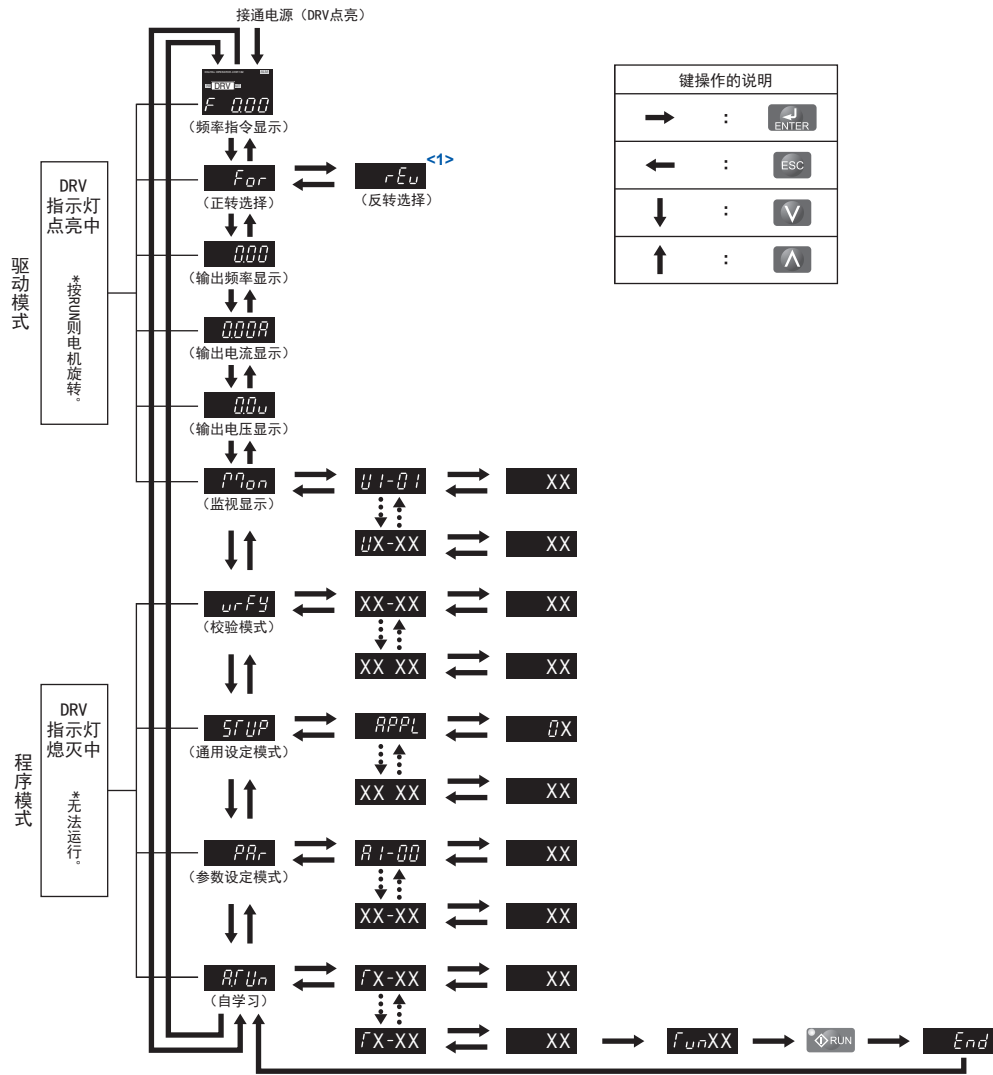 接通电源（DRV点亮）
DRV
F 0.00
（频率指令显示）
For
rEv
<1>
（正转选择）
（反转选择）
0.00
（输出频率显示）
0.00A
（输出电流显示）
0.0v
（输出电压显示）
Mon
U1-01
XX
（监视显示）
UX-XX
XX
驱动模式
DRV
指示灯
点亮中
*按RUN则电机旋转。
vrFy
XX-XX
XX
（校验模式）
XX XX
XX
STUP
APPL
0X
（通用设定模式）
XX XX
XX
PAr
A1-00
XX
（参数设定模式）
XX-XX
XX
A.TUn
TX-XX
XX
（自学习）
TX-XX
XX
TunXX
RUN
End
程序模式
DRV
指示灯
熄灭中
*无法运行。
键操作的说明
→ : ENTER
← : ESC
↓ : ∨
↑ : ∧